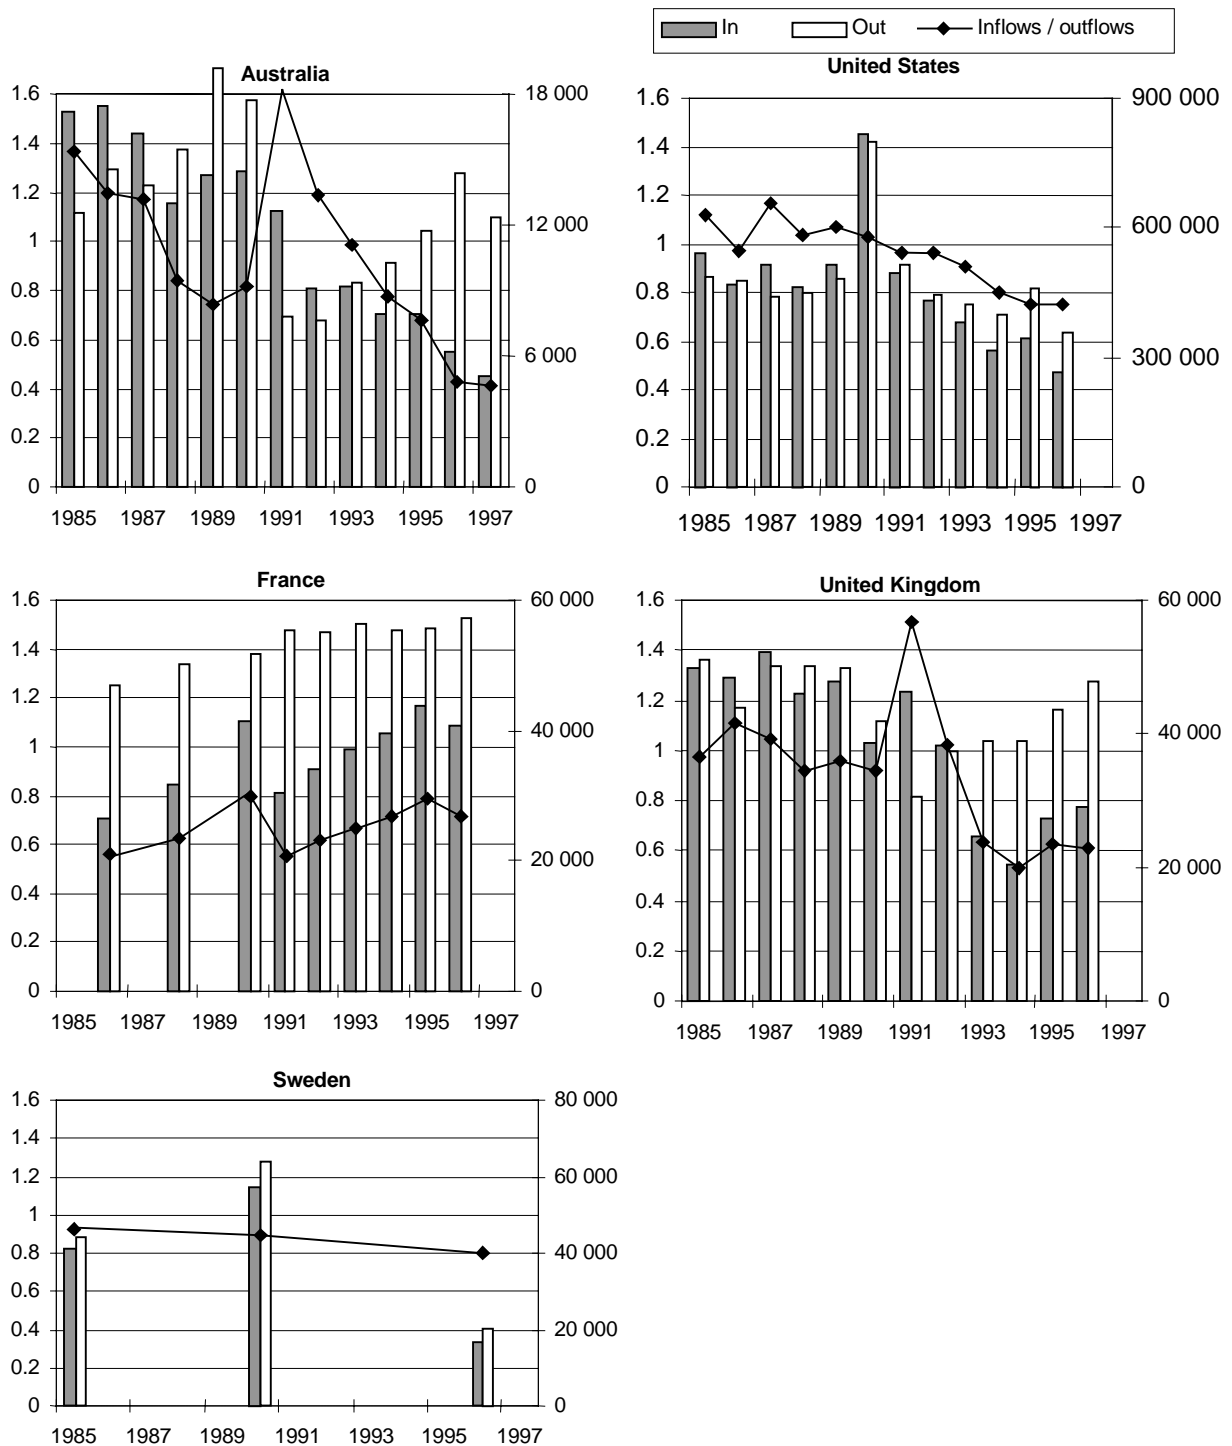 In Out Inflows / outflows
Australia
1.6 18 000
1.4
1.2
12 000
1
0.8
0.6
6 000
0.4
0.2
0 0
1985 1987 1989 1991 1993 1995 1997
United States
1.6 900 000
1.4
1.2
600 000
1
0.8
0.6
300 000
0.4
0.2
0 0
1985 1987 1989 1991 1993 1995 1997
France
1.6 60 000
1.4
1.2
40 000
1
0.8
0.6
20 000
0.4
0.2
0 0
1985 1987 1989 1991 1993 1995 1997
United Kingdom
1.6 60 000
1.4
1.2
40 000
1
0.8
0.6
20 000
0.4
0.2
0 0
1985 1987 1989 1991 1993 1995 1997
Sweden
1.6 80 000
1.4
1.2 60 000
1
0.8 40 000
0.6
0.4 20 000
0.2
0 0
1985 1987 1989 1991 1993 1995 1997